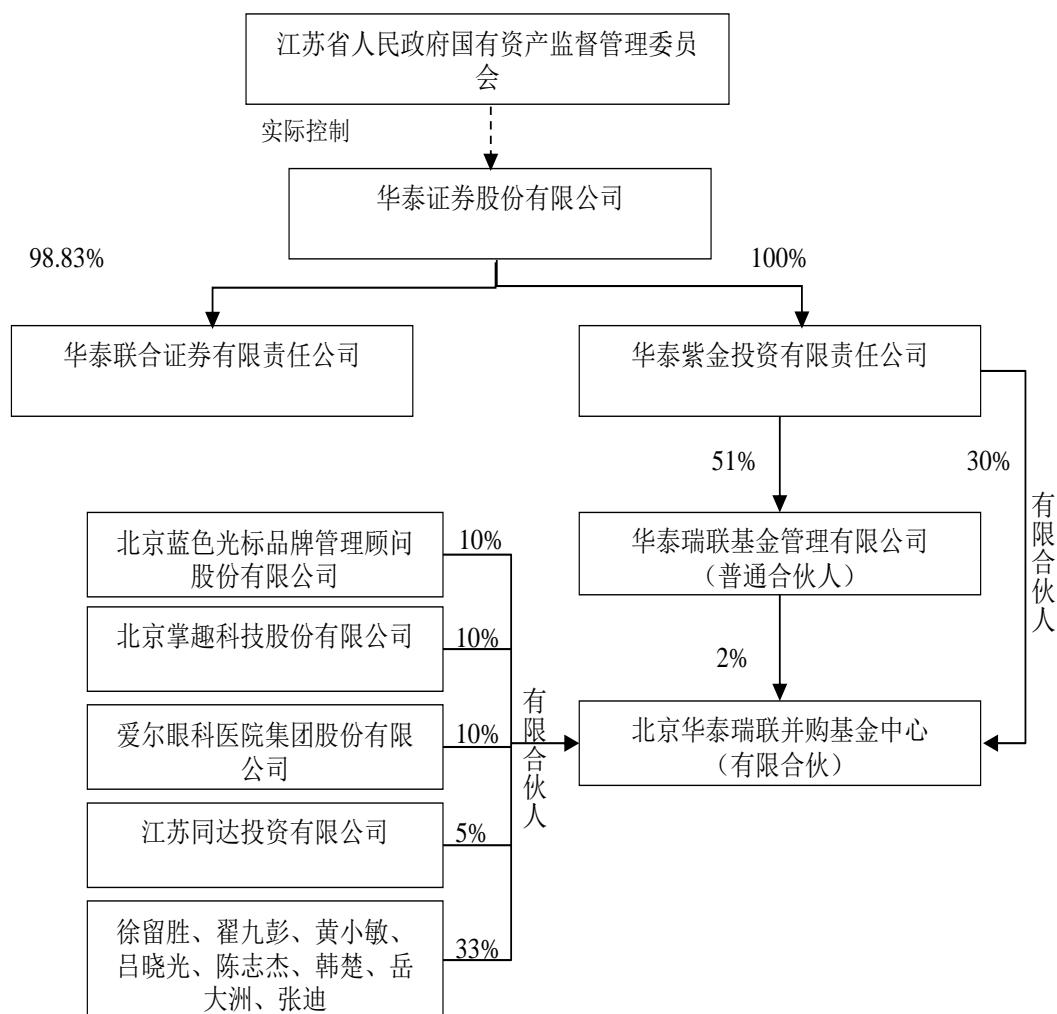 江苏省人民政府国有资产监督管理委员
会
实际控制
华泰证券股份有限公司
98.83%
100%
华泰联合证券有限责任公司
华泰紫金投资有限责任公司
51%
30%
有限合伙人
北京蓝色光标品牌管理顾问
股份有限公司
10%
华泰瑞联基金管理有限公司
（普通合伙人）
北京掌趣科技股份有限公司
10%
2%
爱尔眼科医院集团股份有限
公司
10%
有限合伙人
北京华泰瑞联并购基金中心
（有限合伙）
江苏同达投资有限公司
5%
徐留胜、翟九彭、黄小敏、
吕晓光、陈志杰、韩楚、岳
大洲、张迪
33%